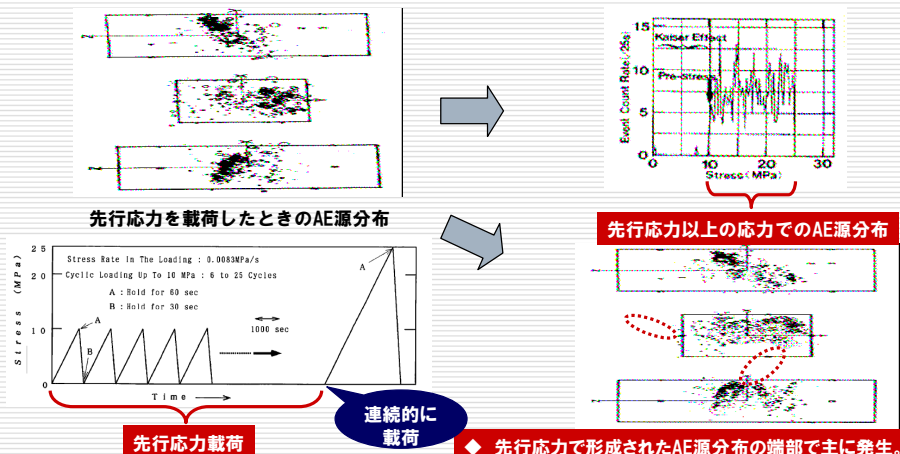 15
Kaiser Effect
10
Pre-Stress
5
0
0 10 20 30
Stress(MPa)
Event Count Rate(/25s)
先行応力を載荷したときのAE源分布
先行応力以上の応力でのAE源分布
25
20
10
0
Stress (MPa)
Stress Rate in The Loading : 0.0083MPa/s
Cyclic Loading Up To 10 MPa : 6 to 25 Cycles
A : Hold for 60 sec
B : Hold for 30 sec
A
B
1000 sec
A
Time
連続的に
載荷
先行応力載荷
◆ 先行応力で形成されたAE源分布の端部で主に発生。